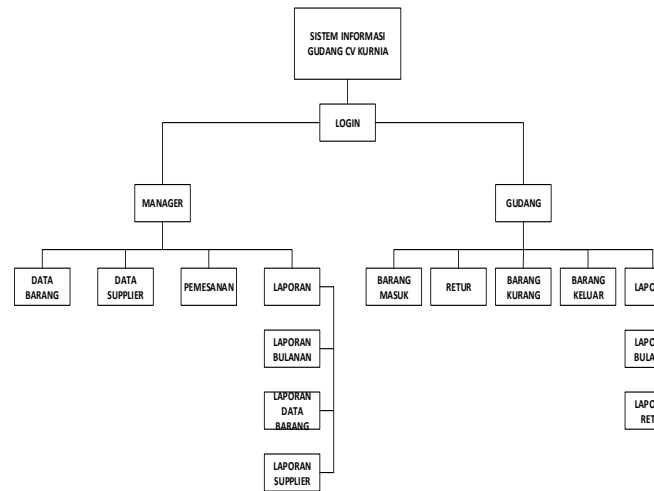 SISTEM INFORMASI
GUDANG CV KURNIA
LOGIN
MANAGER
GUDANG
DATA
BARANG
DATA
SUPPLIER
PEMESANAN
LAPORAN
BARANG
MASUK
RETUR
BARANG
KURANG
BARANG
KELUAR
LAPORAN
BULANAN
LAPORAN
DATA
BARANG
LAPORAN
SUPPLIER